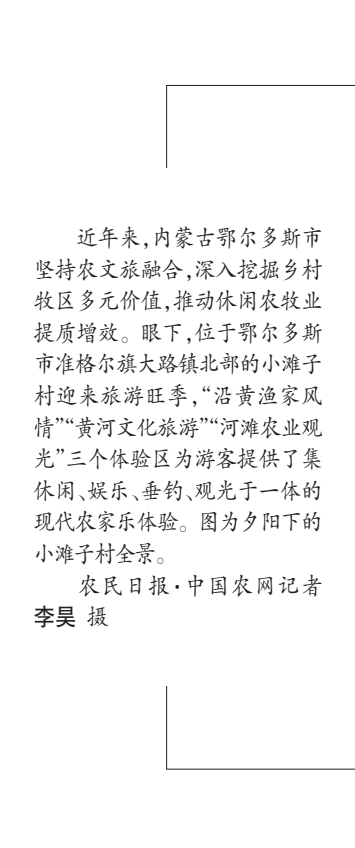 近年来，内蒙古鄂尔多斯市
坚持农文旅融合，深入挖掘乡村
牧区多元价值，推动休闲农牧业
提质增效。眼下，位于鄂尔多斯
市准格尔旗大路镇北部的小滩子
村迎来旅游旺季，“沿黄渔家风
情”“黄河文化旅游”“河滩农业观
光”三个体验区为游客提供了集
休闲、娱乐、垂钓、观光于一体的
现代农家乐体验。图为夕阳下的
小滩子村全景。
农民日报·中国农网记者
李昊 摄